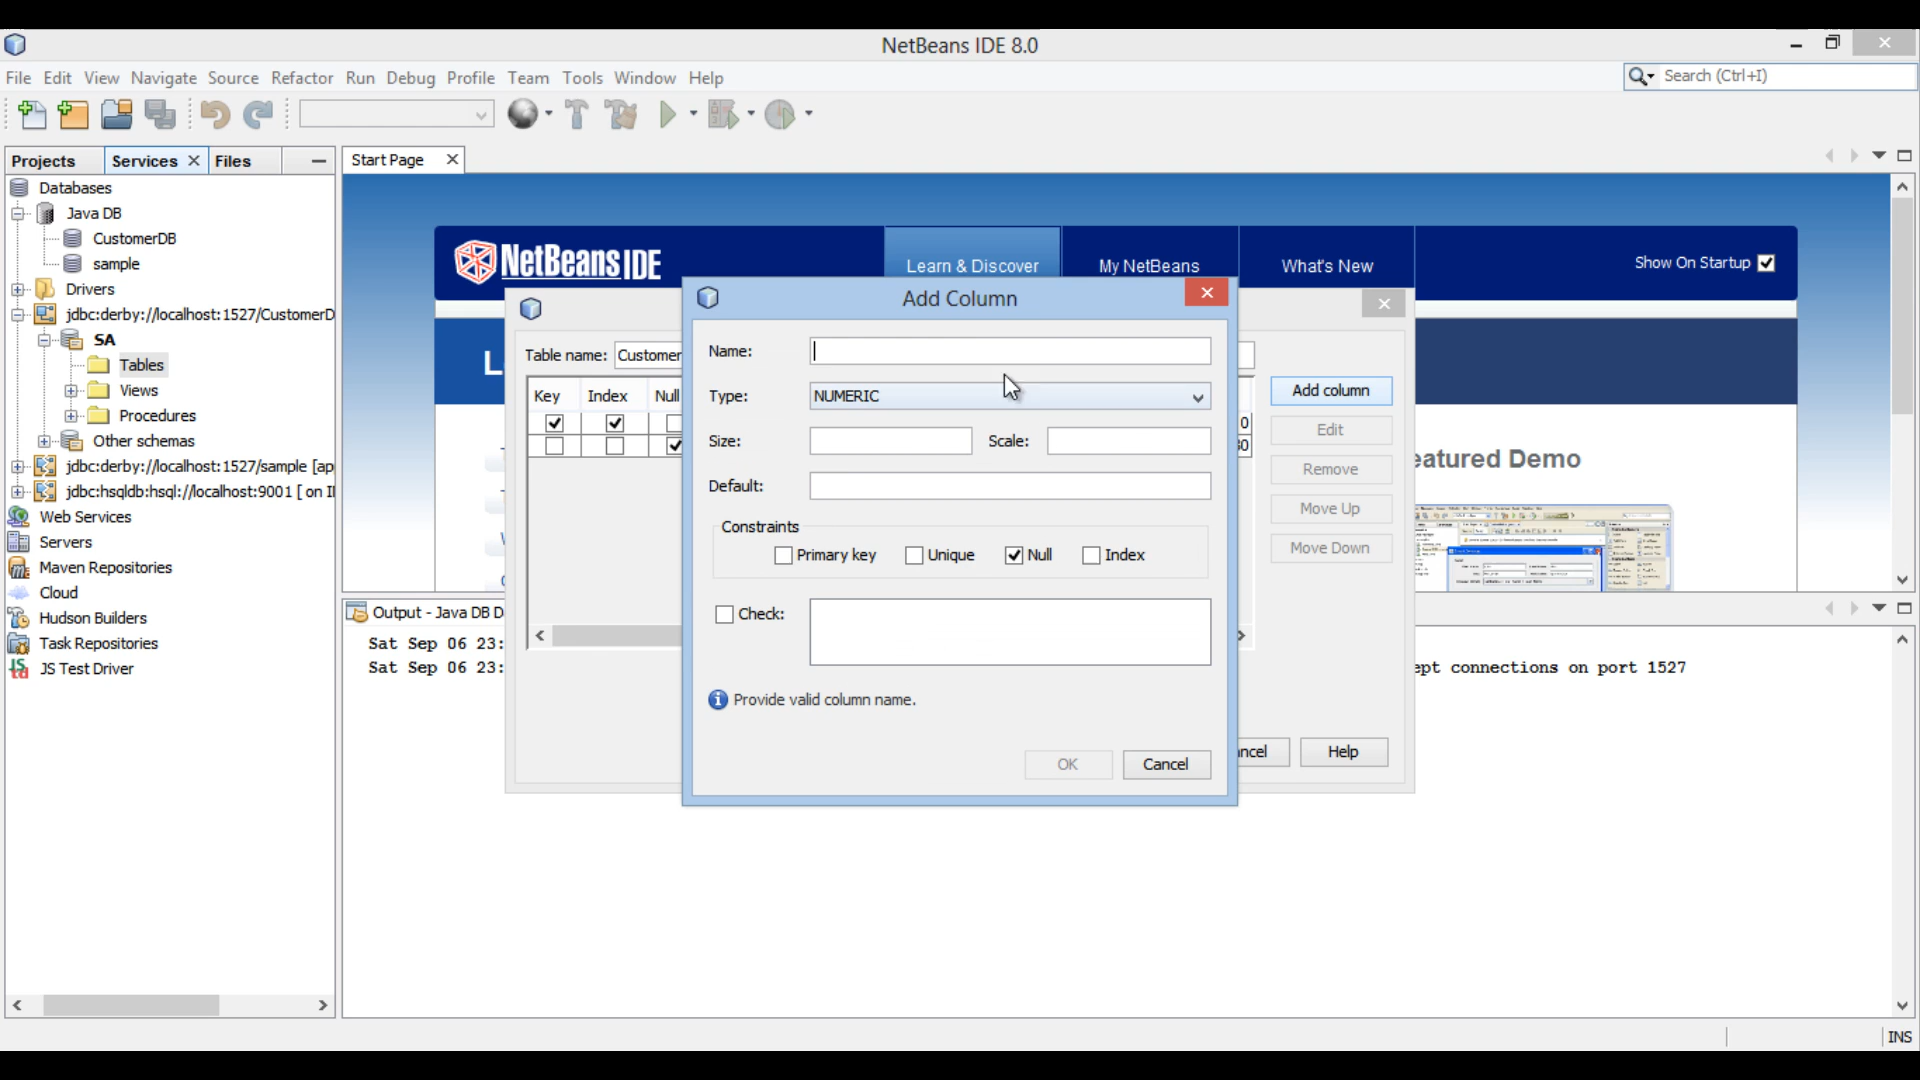 NetBeans IDE 8.0
File Edit View Navigate Source Refactor Run Debug Profile Team Tools Window Help
Search (Ctrl+I)
Projects Services Files
Start Page
Databases
Java DB
CustomerDB
sample
Drivers
jdbc:derby://localhost:1527/CustomerD
SA
Tables
Views
Procedures
Other schemas
jdbc:derby://localhost:1527/sample [ap
jdbc:hsqldb:hsql://localhost:9001 [ on
Web Services
Servers
Maven Repositories
Cloud
Hudson Builders
Task Repositories
JS Test Driver
NetBeans IDE
Learn & Discover
My NetBeans
What's New
Show On Startup
L
eatured Demo
Table name: Customer
Key Index Null
0
80
Add column
Edit
Remove
Move Up
Move Down
ncel
Help
Add Column
Name:
Type: NUMERIC
Size: Scale:
Default:
Constraints
Primary key Unique Null Index
Check:
Provide valid column name.
OK Cancel
Output - Java DB D
Sat Sep 06 23:
Sat Sep 06 23:
ept connections on port 1527
INS